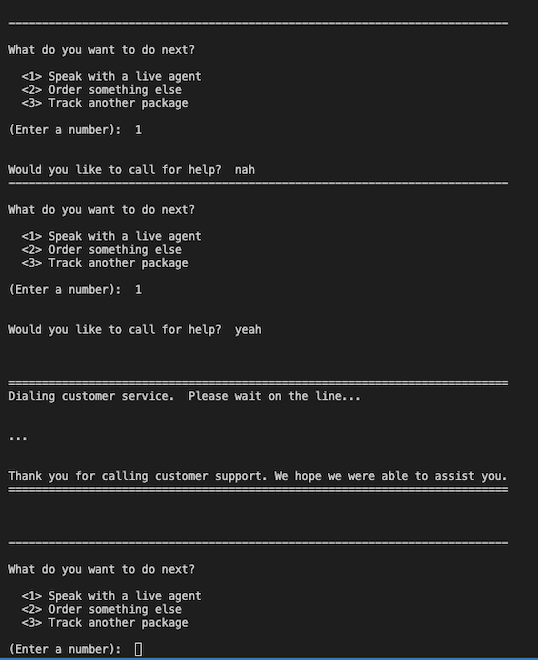 --------------------------------------------------------------------------
What do you want to do next?
<1> Speak with a live agent
<2> Order something else
<3> Track another package
(Enter a number):  1
Would you like to call for help?  nah
--------------------------------------------------------------------------
What do you want to do next?
<1> Speak with a live agent
<2> Order something else
<3> Track another package
(Enter a number):  1
Would you like to call for help?  yeah
==========================================================================
Dialing customer service.  Please wait on the line...
...
Thank you for calling customer support. We hope we were able to assist you.
==========================================================================
--------------------------------------------------------------------------
What do you want to do next?
<1> Speak with a live agent
<2> Order something else
<3> Track another package
(Enter a number):